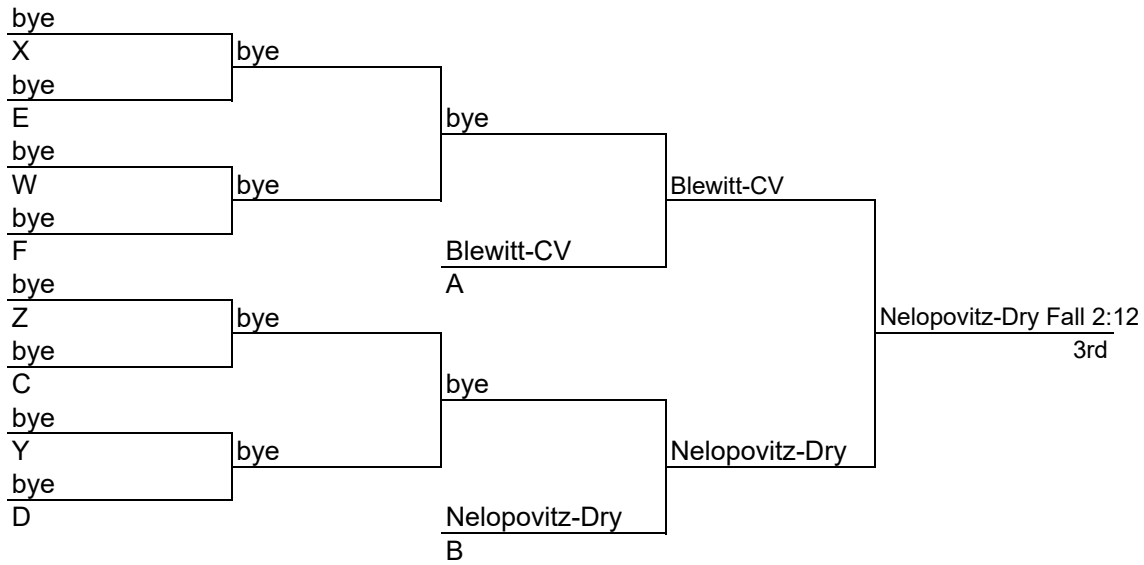 bye
X
bye
bye
E
bye
bye
W
bye
Blewitt-CV
bye
F
Blewitt-CV
A
bye
Z
bye
Nelopovitz-Dry Fall 2:12
bye
3rd
C
bye
bye
Y
bye
Nelopovitz-Dry
bye
D
Nelopovitz-Dry
B